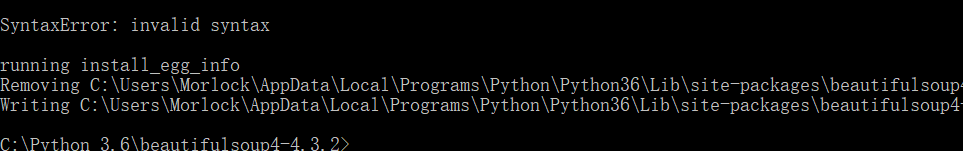 SyntaxError: invalid syntax
running install_egg_info
Removing C:\Users\Morlock\AppData\Local\Programs\Python\Python36\Lib\site-packages\beautifulsoup4
Writing C:\Users\Morlock\AppData\Local\Programs\Python\Python36\Lib\site-packages\beautifulsoup4-
C:\Python 3.6\beautifulsoup4-4.3.2>